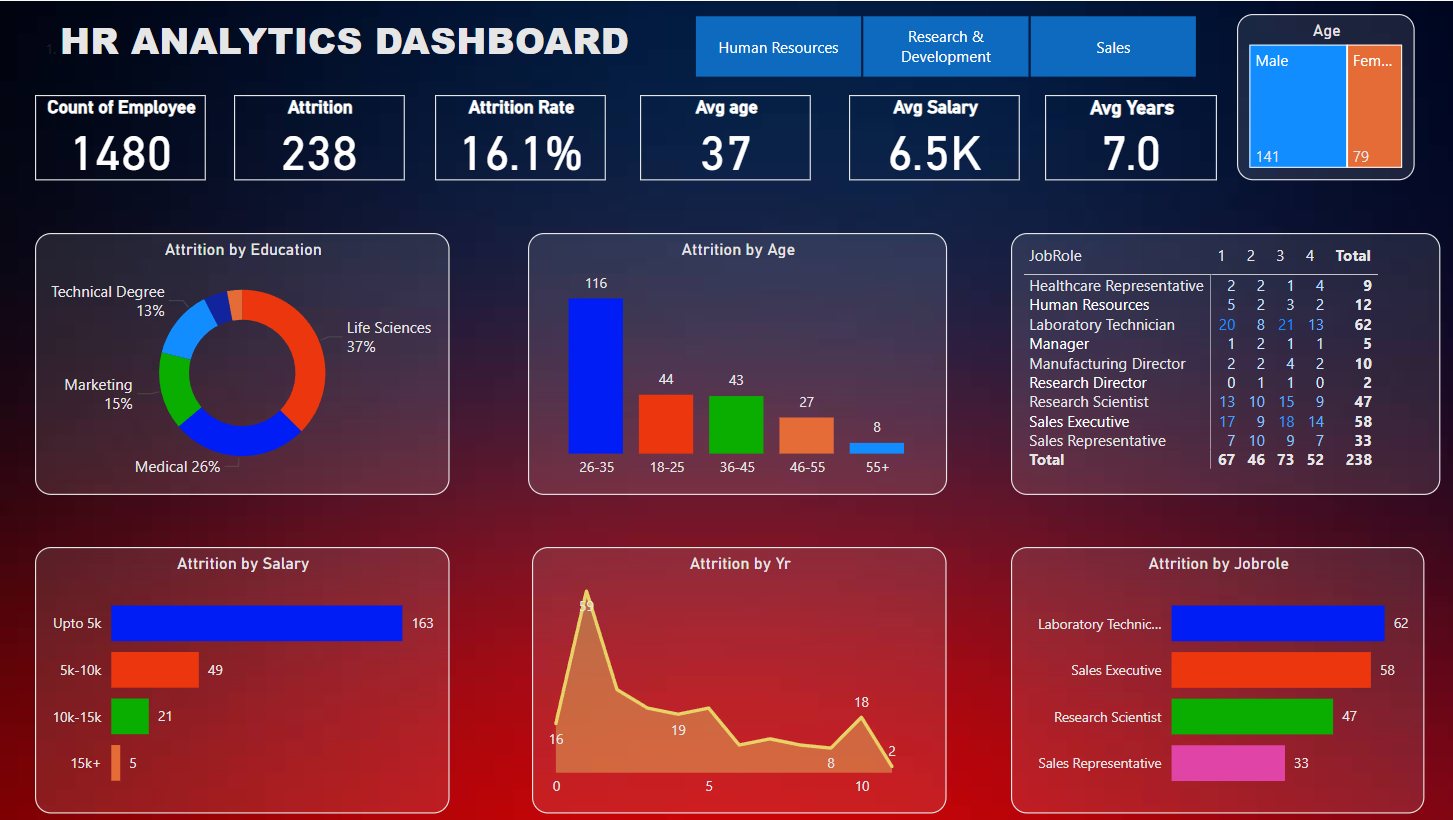 HR ANALYTICS DASHBOARD
Human Resources
Research &
Development
Sales
Age
Male
Fem...
141
79
Count of Employee
1480
Attrition
238
Attrition Rate
16.1%
Avg age
37
Avg Salary
6.5K
Avg Years
7.0
Attrition by Education
Technical Degree
13%
Life Sciences
37%
Marketing
15%
Medical 26%
Attrition by Age
116
44
43
27
8
26-35 18-25 36-45 46-55 55+
JobRole 1 2 3 4 Total
Healthcare Representative 2 2 1 4 9
Human Resources 5 2 3 2 12
Laboratory Technician 20 8 21 13 62
Manager 1 2 1 1 5
Manufacturing Director 2 2 4 2 10
Research Director 0 1 1 0 2
Research Scientist 13 10 15 9 47
Sales Executive 17 9 18 14 58
Sales Representative 7 10 9 7 33
Total 67 46 73 52 238
Attrition by Salary
Upto 5k 163
5k-10k 49
10k-15k 21
15k+ 5
Attrition by Yr
59
16
19
8
18
2
0 5 10
Attrition by Jobrole
Laboratory Technic... 62
Sales Executive 58
Research Scientist 47
Sales Representative 33